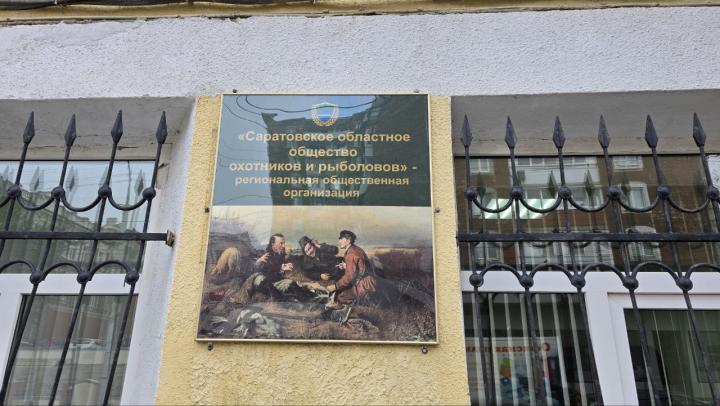 «Саратовское областное
общество
охотников и рыболовов» -
региональная общественная
организация